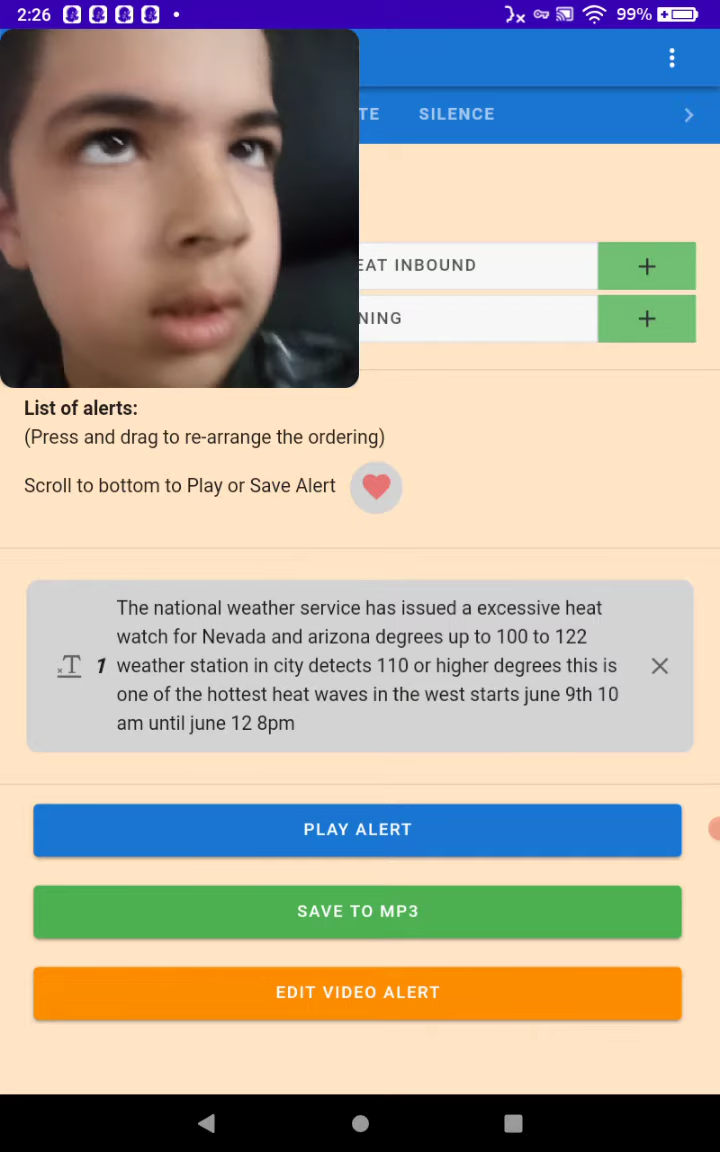 2:26
99%
TE SILENCE
EAT INBOUND
+
NING
+
List of alerts:
(Press and drag to re-arrange the ordering)
Scroll to bottom to Play or Save Alert
T 1
The national weather service has issued a excessive heat
watch for Nevada and arizona degrees up to 100 to 122
weather station in city detects 110 or higher degrees this is
one of the hottest heat waves in the west starts june 9th 10
am until june 12 8pm
PLAY ALERT
SAVE TO MP3
EDIT VIDEO ALERT